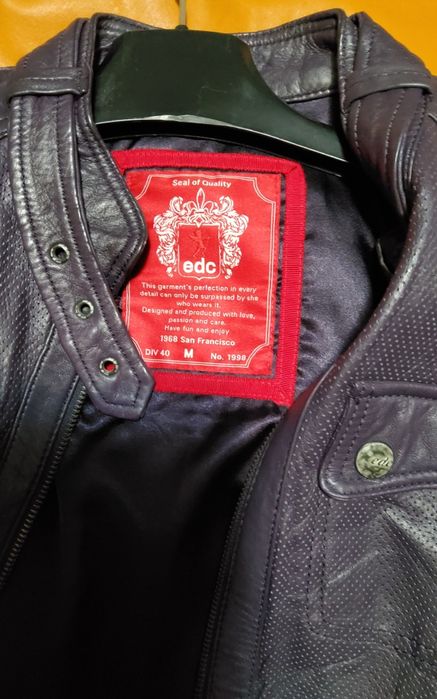 Seal of Quality
edc
This garment's perfection in every
detail can only be surpassed by she
who wears it.
Designed and produced with love,
passion and care.
Have fun and enjoy
1968 San Francisco
DIV 40 M No. 1998
edc